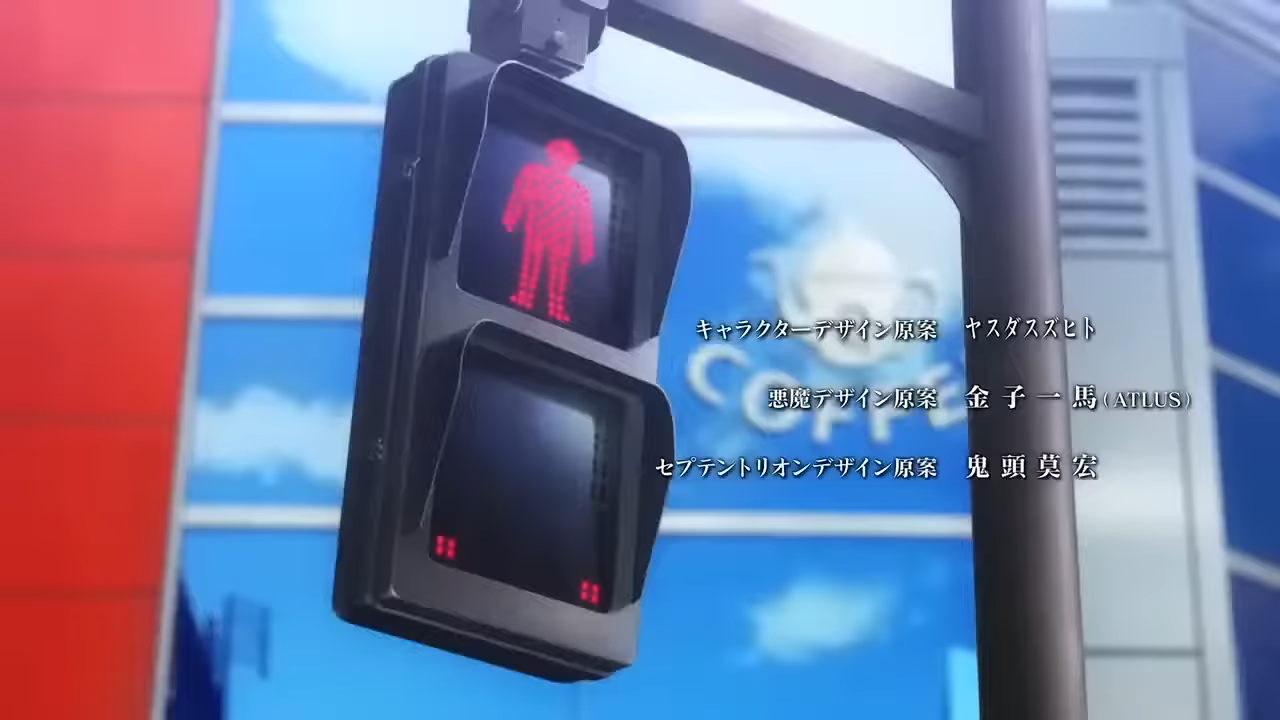 キャラクターデザイン原案 ヤスダスズヒト
COFFE
悪魔デザイン原案 金子一馬(ATLUS)
セプテントリオンデザイン原案 鬼頭莫宏